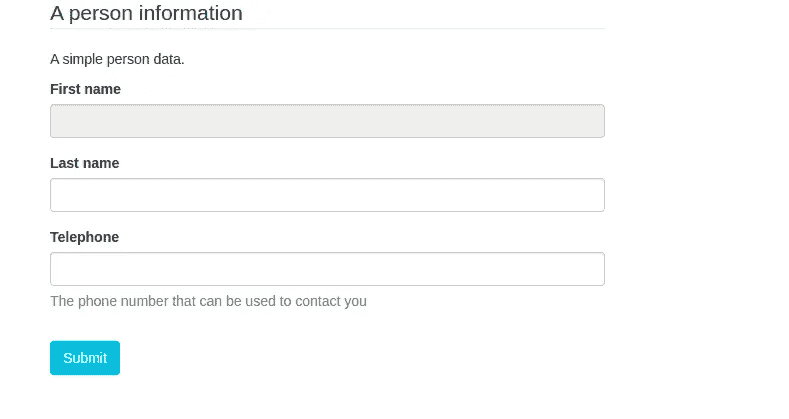 A person information
A simple person data.
First name
Last name
Telephone
The phone number that can be used to contact you
Submit